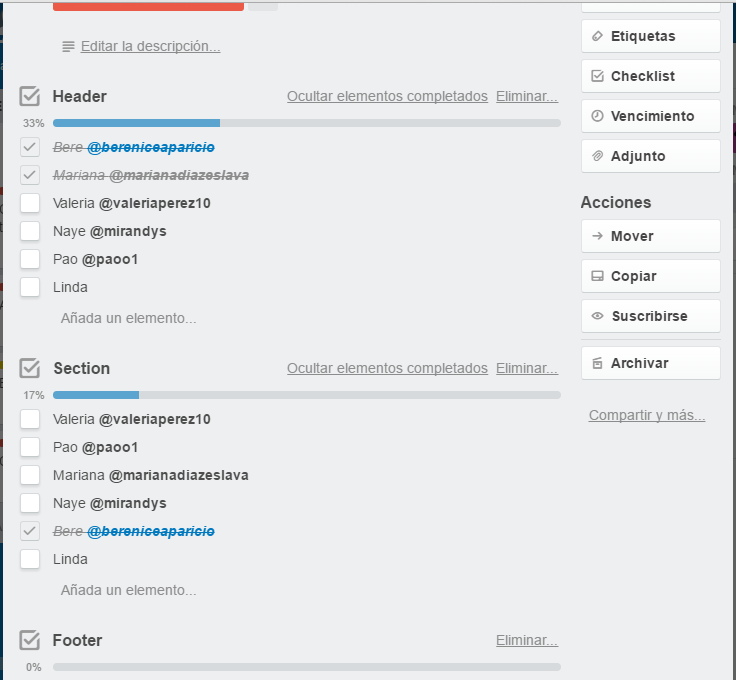 Editar la descripción...
Header
Ocultar elementos completados Eliminar...
33%
Bere @bereniceaparicio
Mariana @marianadiazeslava
Valeria @valeriaperez10
Naye @mirandys
Pao @paoo1
Linda
Añada un elemento...
Section
Ocultar elementos completados Eliminar...
17%
Valeria @valeriaperez10
Pao @paoo1
Mariana @marianadiazeslava
Naye @mirandys
Bere @bereniceaparicio
Linda
Añada un elemento...
Footer
Eliminar...
0%
Etiquetas
Checklist
Vencimiento
Adjunto
Acciones
Mover
Copiar
Suscribirse
Archivar
Compartir y más...